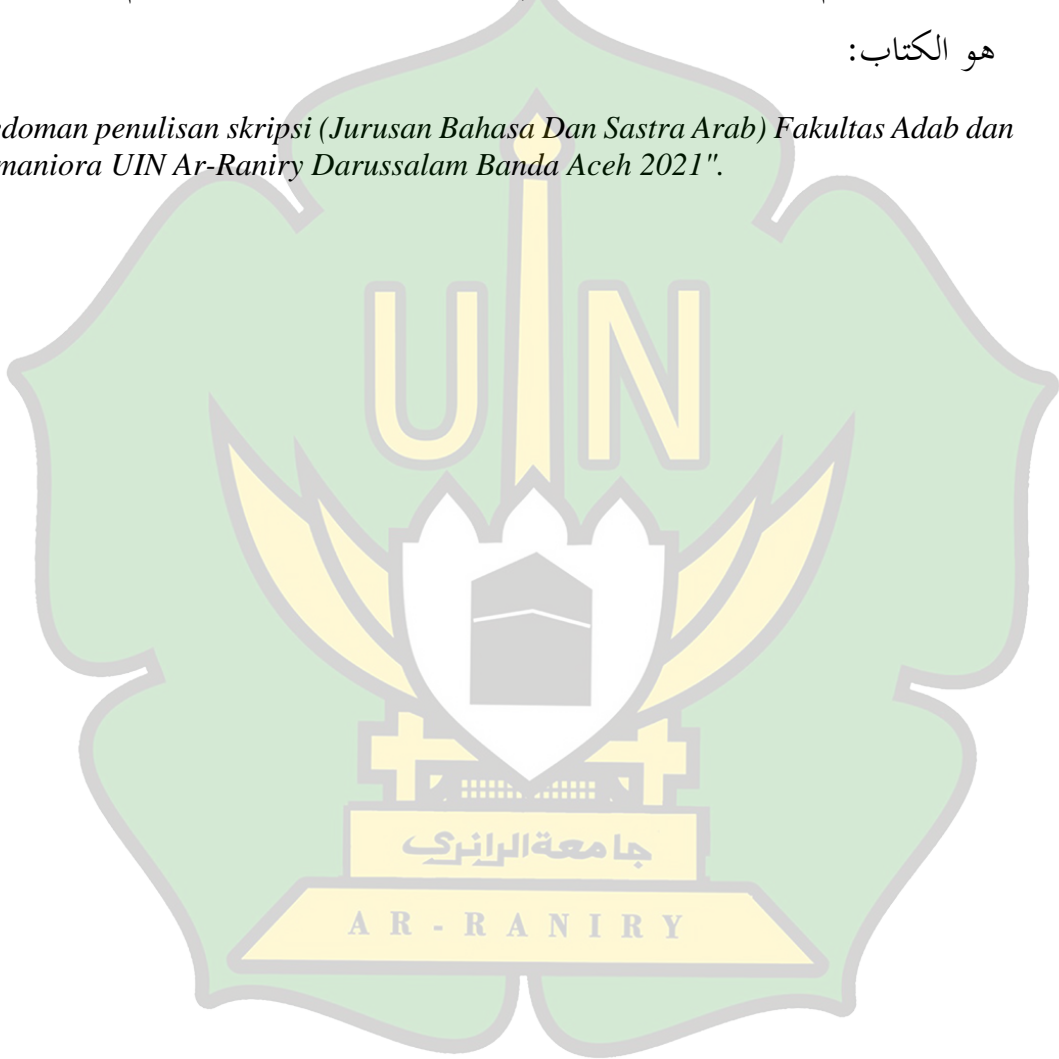 هو الكتاب:
doman penulisan skripsi (Jurusan Bahasa Dan Sastra Arab) Fakultas Adab dan
maniora UIN Ar-Raniry Darussalam Banda Aceh 2021".
UIN
جامعة الرانري
AR-RANIRY